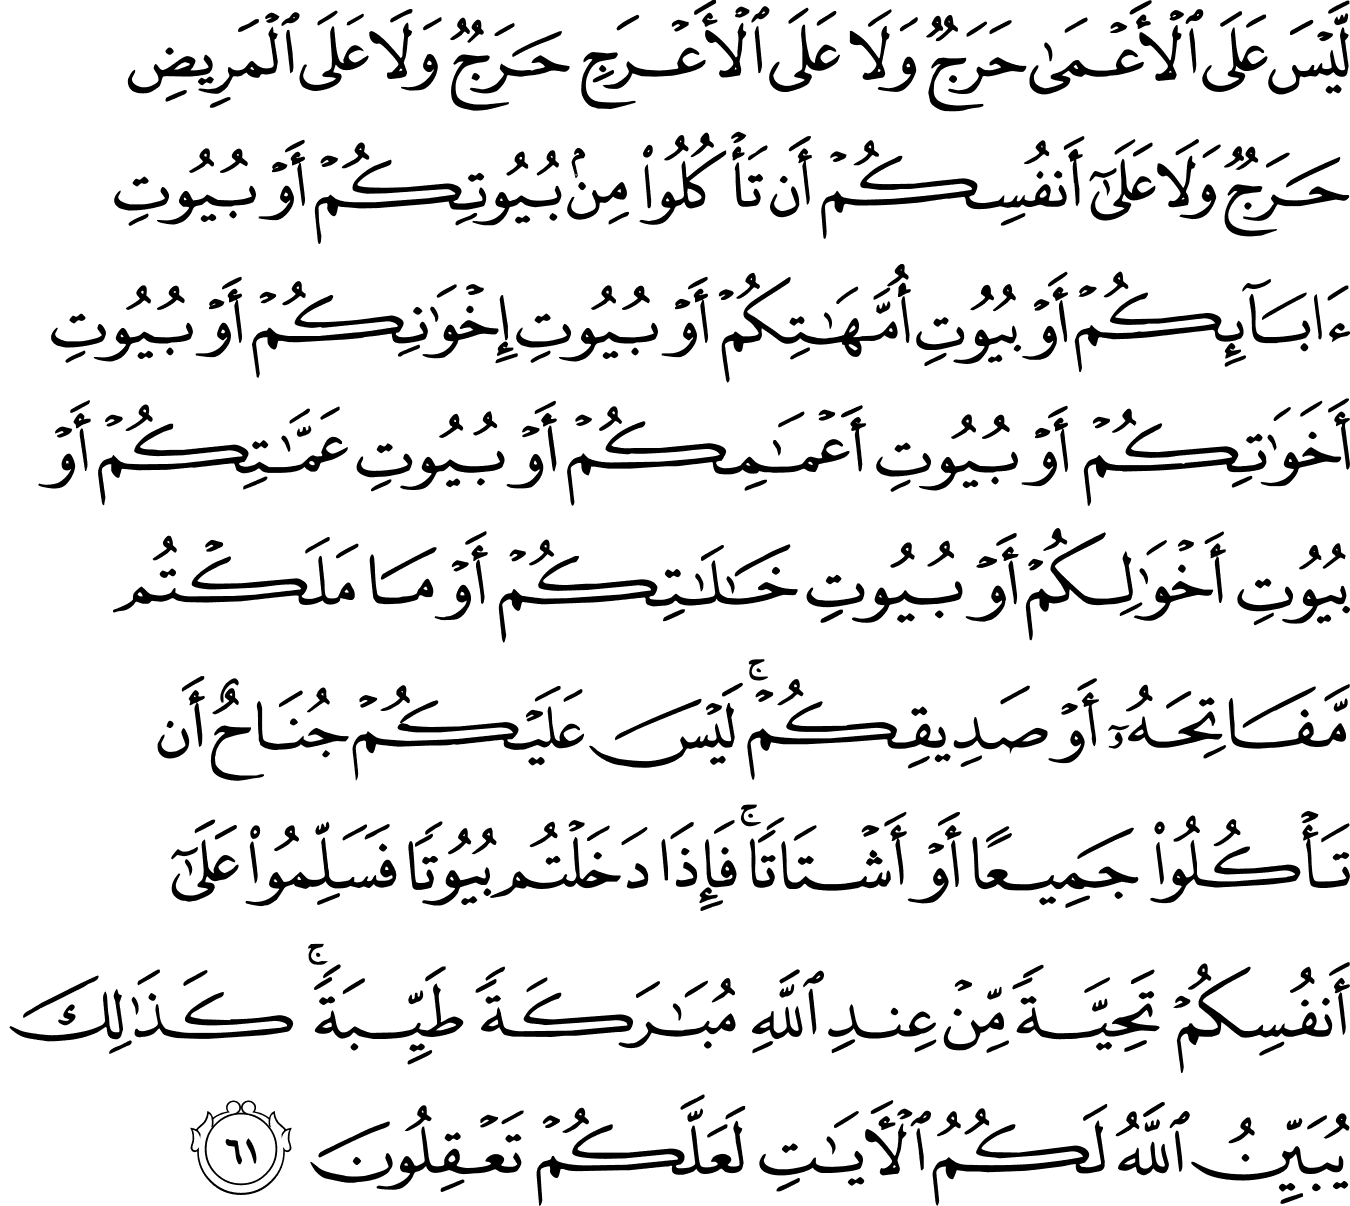 لَّيْسَ عَلَى ٱلْأَعْمَىٰ حَرَجٌ وَلَا عَلَى ٱلْأَعْرَجِ حَرَجٌ وَلَا عَلَى ٱلْمَرِيضِ
حَرَجٌ وَلَا عَلَىٰٓ أَنفُسِكُمْ أَن تَأْكُلُوا۟ مِنۢ بُيُوتِكُمْ أَوْ بُيُوتِ
ءَابَآئِكُمْ أَوْ بُيُوتِ أُمَّهَٰتِكُمْ أَوْ بُيُوتِ إِخْوَٰنِكُمْ أَوْ بُيُوتِ
أَخَوَٰتِكُمْ أَوْ بُيُوتِ أَعْمَٰمِكُمْ أَوْ بُيُوتِ عَمَّٰتِكُمْ أَوْ
بُيُوتِ أَخْوَٰلِكُمْ أَوْ بُيُوتِ خَٰلَٰتِكُمْ أَوْ مَا مَلَكْتُم
مَّفَاتِحَهُۥٓ أَوْ صَدِيقِكُمْ ۚ لَيْسَ عَلَيْكُمْ جُنَاحٌ أَن
تَأْكُلُوا۟ جَمِيعًا أَوْ أَشْتَاتًا ۚ فَإِذَا دَخَلْتُم بُيُوتًا فَسَلِّمُوا۟ عَلَىٰٓ
أَنفُسِكُمْ تَحِيَّةً مِّنْ عِندِ ٱللَّهِ مُبَٰرَكَةً طَيِّبَةً ۚ كَذَٰلِكَ
يُبَيِّنُ ٱللَّهُ لَكُمُ ٱلْأَيَٰتِ لَعَلَّكُمْ تَعْقِلُونَ ٦١